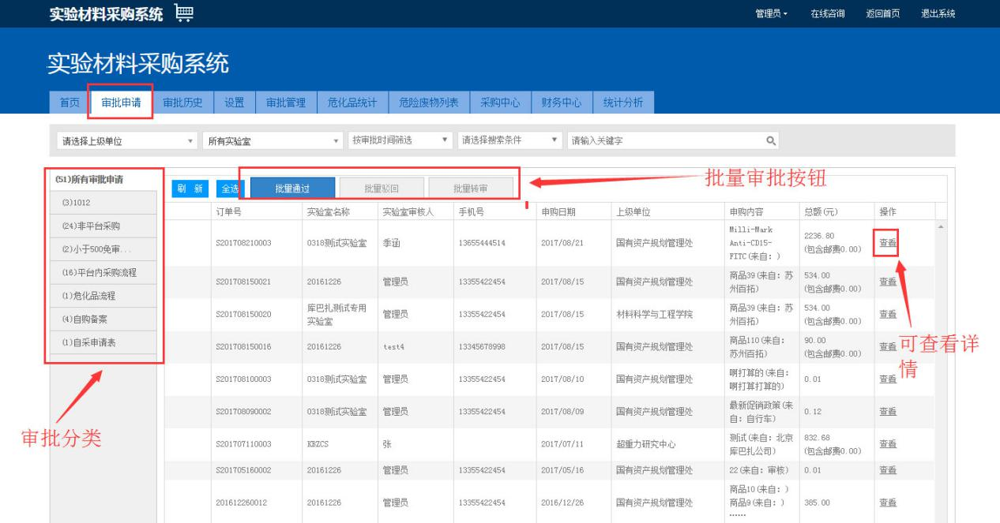 实验材料采购系统
管理员 在线咨询 返回首页 退出系统
实验材料采购系统
首页 审批申请 审批历史 设置 审批管理 危化品统计 危险废物列表 采购中心 财务中心 统计分析
请选择上级单位 所有实验室 按审批时间筛选 请选择搜索条件 请输入关键字
(51)所有审批申请
(3)1012
(24)非平台采购
(2)小于500免审...
(16)平台内采购流程
(1)危化品流程
(4)自购备案
(1)自采申请表
审批分类
刷 新 全选 批量通过 批量驳回 批量转审
批量审批按钮
订单号 实验室名称 实验室审核人 手机号 申购日期 上级单位 申购内容 总额(元) 操作
S201708210003 0318测试实验室 季涵 13655444514 2017/08/21 国有资产规划管理处 Milli-Mark
Anti-CD15-
FITC(来自: )
2236.80
(包含邮费0.00)
查看
S201708150021 20161226 管理员 13355422454 2017/08/15 国有资产规划管理处 商品39(来自: 苏
州百拓)
534.00
(包含邮费0.00)
查看
S201708150020 库巴扎测试专用
实验室
管理员 13355422454 2017/08/15 材料科学与工程学院 商品39(来自: 苏
州百拓)
534.00
(包含邮费0.00)
查看
S201708150016 20161226 test4 13345678998 2017/08/15 国有资产规划管理处 商品110(来自:
苏州百拓)
90.00
(包含邮费0.00)
查看
可查看详
情
S201708100003 0318测试实验室 管理员 13355422454 2017/08/10 国有资产规划管理处 啊打算的(来自:
啊打算打算的)
0.01 查看
S201708090002 0318测试实验室 管理员 13355422454 2017/08/09 国有资产规划管理处 最新促销政策(来
自: 自行车)
0.12 查看
S201707110003 KBZCS 张 2017/07/11 超重力研究中心 测试(来自: 北京
库巴扎公司)
832.68
(包含邮费0.00)
查看
S201705160002 20161226 管理员 13355422454 2017/05/16 国有资产规划管理处 22(来自: 审核) 0.01 查看
201612260012 20161226 管理员 13355422454 2016/12/26 国有资产规划管理处 商品10(来自: )
商品9(来自: )
......
385.00 查看